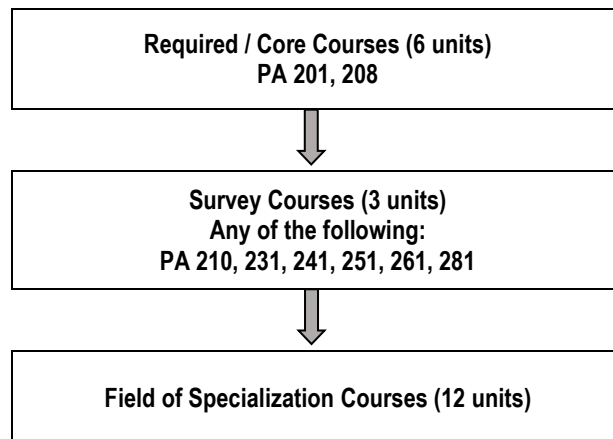 Required / Core Courses (6 units)
PA 201, 208
Survey Courses (3 units)
Any of the following:
PA 210, 231, 241, 251, 261, 281
Field of Specialization Courses (12 units)